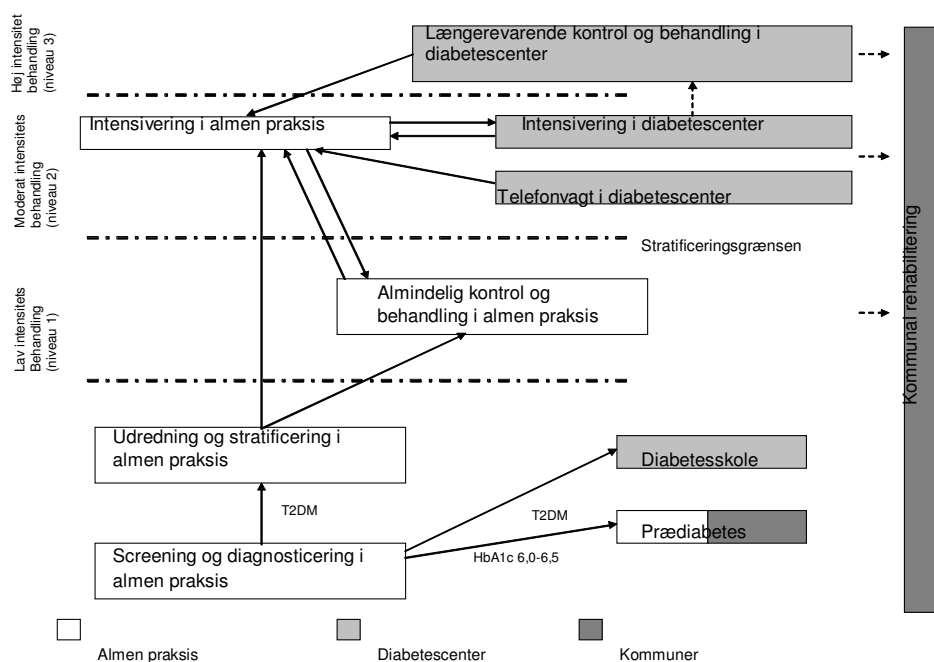 Høj intensitet
behandling
(niveau 3)
Længerevarende kontrol og behandling i
diabetescenter
Moderat intensitets
behandling
(niveau 2)
Intensivering i almen praksis
Intensivering i diabetescenter
Telefonvagt i diabetescenter
Stratificeringsgrænsen
Lav intensitets
Behandling
(niveau 1)
Almindelig kontrol og
behandling i almen praksis
Kommunal rehabilitering
Udredning og stratificering i
almen praksis
Diabetesskole
T2DM
T2DM
Prædiabetes
Screening og diagnosticering i
almen praksis
HbA1c 6,0-6,5
Almen praksis
Diabetescenter
Kommuner